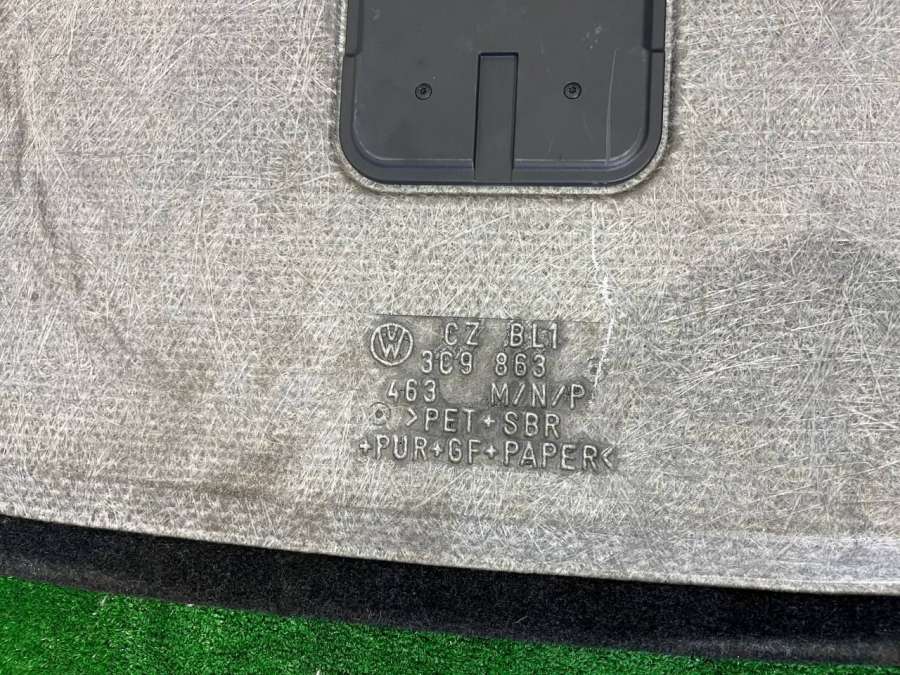 CZ BL1
3C9 863
463 M/N/P
>PET+SBR
+PUR+GF+PAPER<